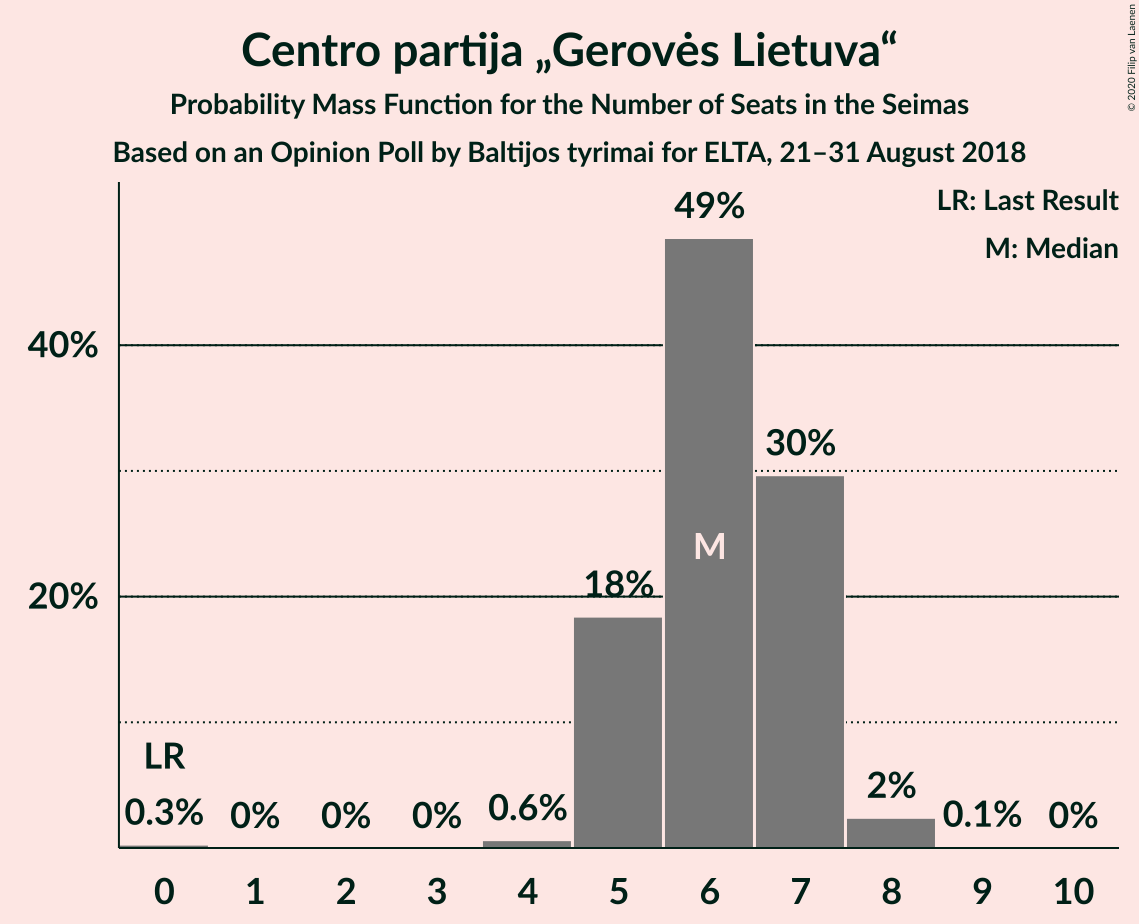 Centro partija „Gerovės Lietuva“
Probability Mass Function for the Number of Seats in the Seimas
Based on an Opinion Poll by Baltijos tyrimai for ELTA, 21–31 August 2018
© 2020 Filip van Laenen
LR: Last Result
M: Median
49%
40%
30%
M
18%
20%
LR
0.3% 0% 0% 0% 0.6% 2% 0.1% 0%
0 1 2 3 4 5 6 7 8 9 10